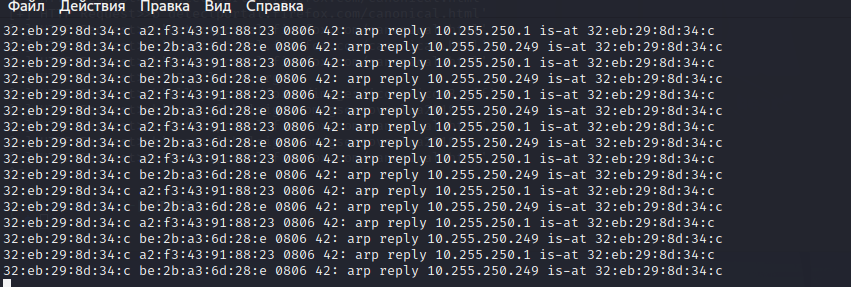 Файл Действия Правка Вид Справка
32:eb:29:8d:34:c a2:f3:43:91:88:23 0806 42: arp reply 10.255.250.1 is-at 32:eb:29:8d:34:c
32:eb:29:8d:34:c be:2b:a3:6d:28:e 0806 42: arp reply 10.255.250.249 is-at 32:eb:29:8d:34:c
32:eb:29:8d:34:c a2:f3:43:91:88:23 0806 42: arp reply 10.255.250.1 is-at 32:eb:29:8d:34:c
32:eb:29:8d:34:c be:2b:a3:6d:28:e 0806 42: arp reply 10.255.250.249 is-at 32:eb:29:8d:34:c
32:eb:29:8d:34:c a2:f3:43:91:88:23 0806 42: arp reply 10.255.250.1 is-at 32:eb:29:8d:34:c
32:eb:29:8d:34:c be:2b:a3:6d:28:e 0806 42: arp reply 10.255.250.249 is-at 32:eb:29:8d:34:c
32:eb:29:8d:34:c a2:f3:43:91:88:23 0806 42: arp reply 10.255.250.1 is-at 32:eb:29:8d:34:c
32:eb:29:8d:34:c be:2b:a3:6d:28:e 0806 42: arp reply 10.255.250.249 is-at 32:eb:29:8d:34:c
32:eb:29:8d:34:c a2:f3:43:91:88:23 0806 42: arp reply 10.255.250.1 is-at 32:eb:29:8d:34:c
32:eb:29:8d:34:c be:2b:a3:6d:28:e 0806 42: arp reply 10.255.250.249 is-at 32:eb:29:8d:34:c
32:eb:29:8d:34:c a2:f3:43:91:88:23 0806 42: arp reply 10.255.250.1 is-at 32:eb:29:8d:34:c
32:eb:29:8d:34:c be:2b:a3:6d:28:e 0806 42: arp reply 10.255.250.249 is-at 32:eb:29:8d:34:c
32:eb:29:8d:34:c a2:f3:43:91:88:23 0806 42: arp reply 10.255.250.1 is-at 32:eb:29:8d:34:c
32:eb:29:8d:34:c be:2b:a3:6d:28:e 0806 42: arp reply 10.255.250.249 is-at 32:eb:29:8d:34:c
32:eb:29:8d:34:c a2:f3:43:91:88:23 0806 42: arp reply 10.255.250.1 is-at 32:eb:29:8d:34:c
32:eb:29:8d:34:c be:2b:a3:6d:28:e 0806 42: arp reply 10.255.250.249 is-at 32:eb:29:8d:34:c